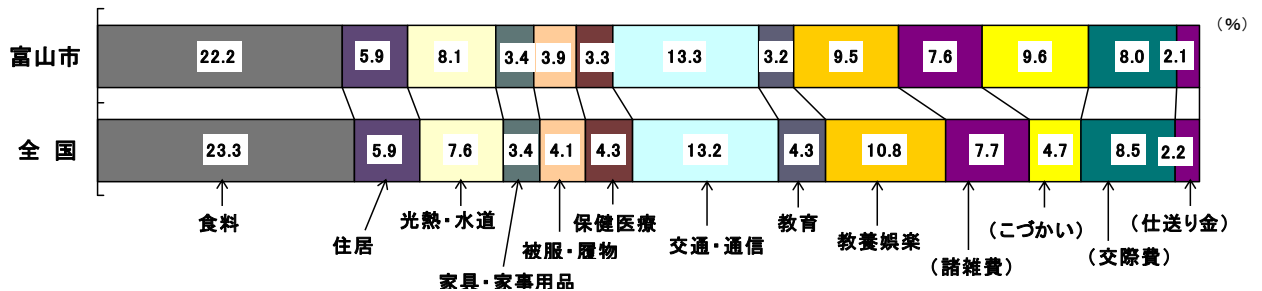 (%)
富山市
22.2 5.9 8.1 3.4 3.9 3.3 13.3 3.2 9.5 7.6 9.6 8.0 2.1
全国
23.3 5.9 7.6 3.4 4.1 4.3 13.2 4.3 10.8 7.7 4.7 8.5 2.2
食料
住居
光熱・水道
家具・家事用品
被服・履物
保健医療
交通・通信
教育
教養娯楽
(諸雑費)
(こづかい)
(交際費)
(仕送り金)